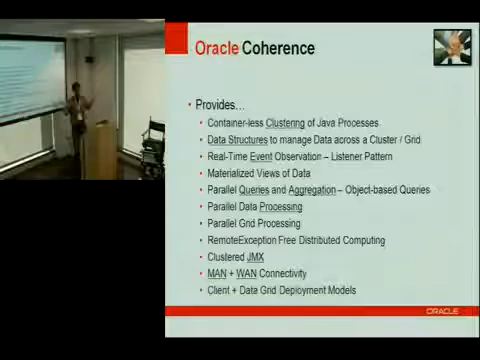 Oracle Coherence
• Provides…
• Container-less Clustering of Java Processes
• Data Structures to manage Data across a Cluster / Grid
• Real-Time Event Observation – Listener Pattern
• Materialized Views of Data
• Parallel Queries and Aggregation – Object-based Queries
• Parallel Data Processing
• Parallel Grid Processing
• RemoteException Free Distributed Computing
• Clustered JMX
• MAN + WAN Connectivity
• Client + Data Grid Deployment Models
ORACLE